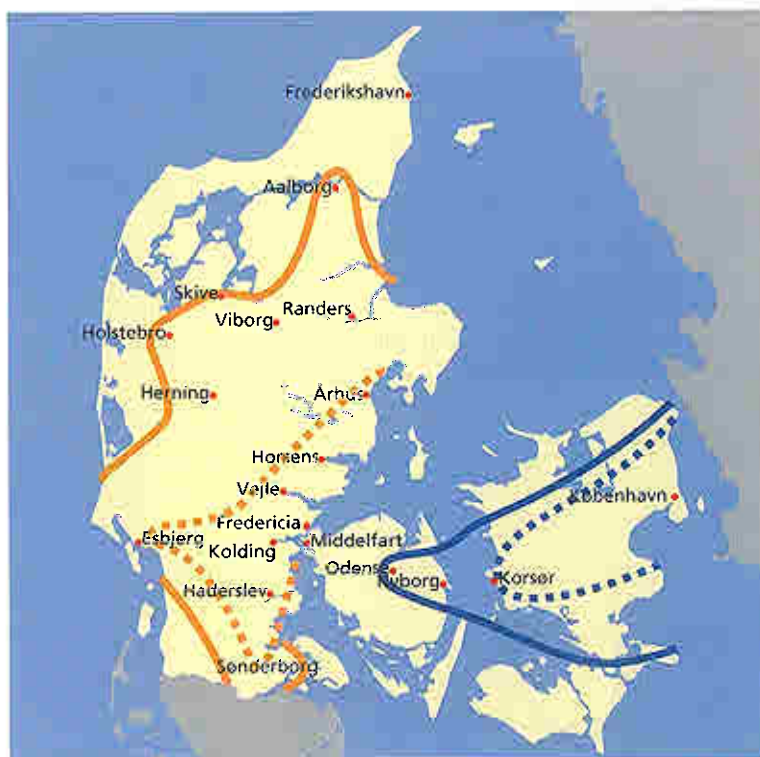 Frederikshavn
Aalborg
Skive
Randers
Viborg
Holstebro
Herning
Århus
Horsens
Vejle
København
Fredericia
Esbjerg
Middelfart
Kolding
Odense
Nyborg
Korsør
Haderslev
Sønderborg